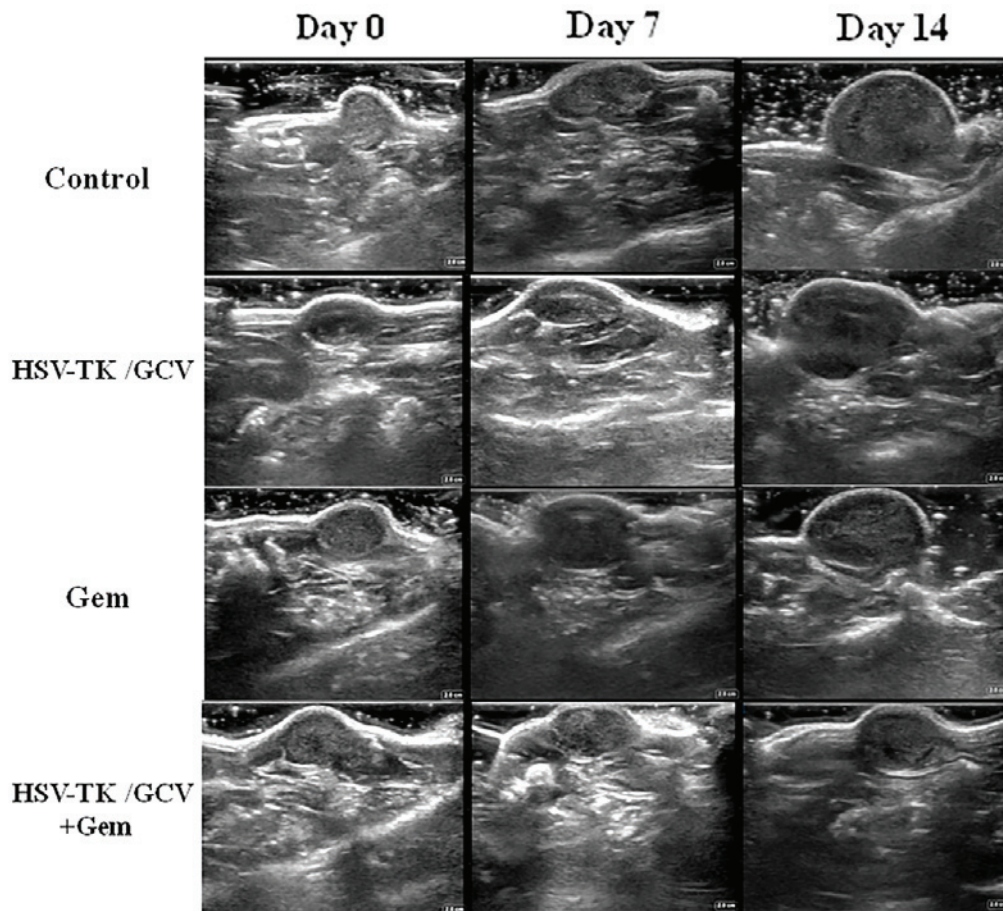 Day 0 Day 7 Day 14
Control
HSV-TK /GCV
Gem
HSV-TK /GCV
+Gem